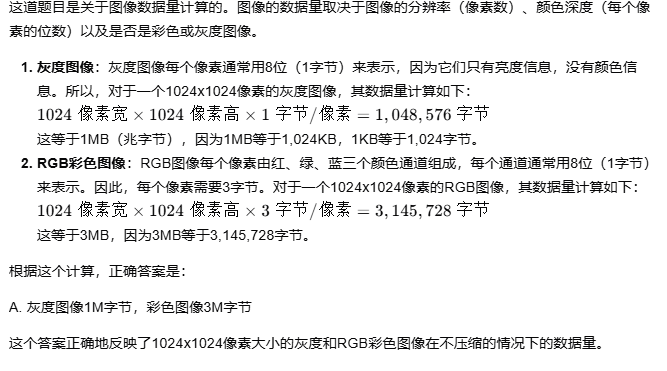 这道题目是关于图像数据量计算的。图像的数据量取决于图像的分辨率（像素数）、颜色深度（每个像
素的位数）以及是否是彩色或灰度图像。
1. 灰度图像：灰度图像每个像素通常用8位（1字节）来表示，因为它们只有亮度信息，没有颜色信
息。所以，对于一个1024x1024像素的灰度图像，其数据量计算如下：
1024 像素宽 × 1024 像素高 × 1 字节/像素 = 1,048,576 字节
这等于1MB（兆字节），因为1MB等于1,024KB，1KB等于1,024字节。
2. RGB彩色图像：RGB图像每个像素由红、绿、蓝三个颜色通道组成，每个通道通常用8位（1字节）
来表示。因此，每个像素需要3字节。对于一个1024x1024像素的RGB图像，其数据量计算如下：
1024 像素宽 × 1024 像素高 × 3 字节/像素 = 3,145,728 字节
这等于3MB，因为3MB等于3,145,728字节。
根据这个计算，正确答案是：
A. 灰度图像1M字节，彩色图像3M字节
这个答案正确地反映了1024x1024像素大小的灰度和RGB彩色图像在不压缩的情况下的数据量。